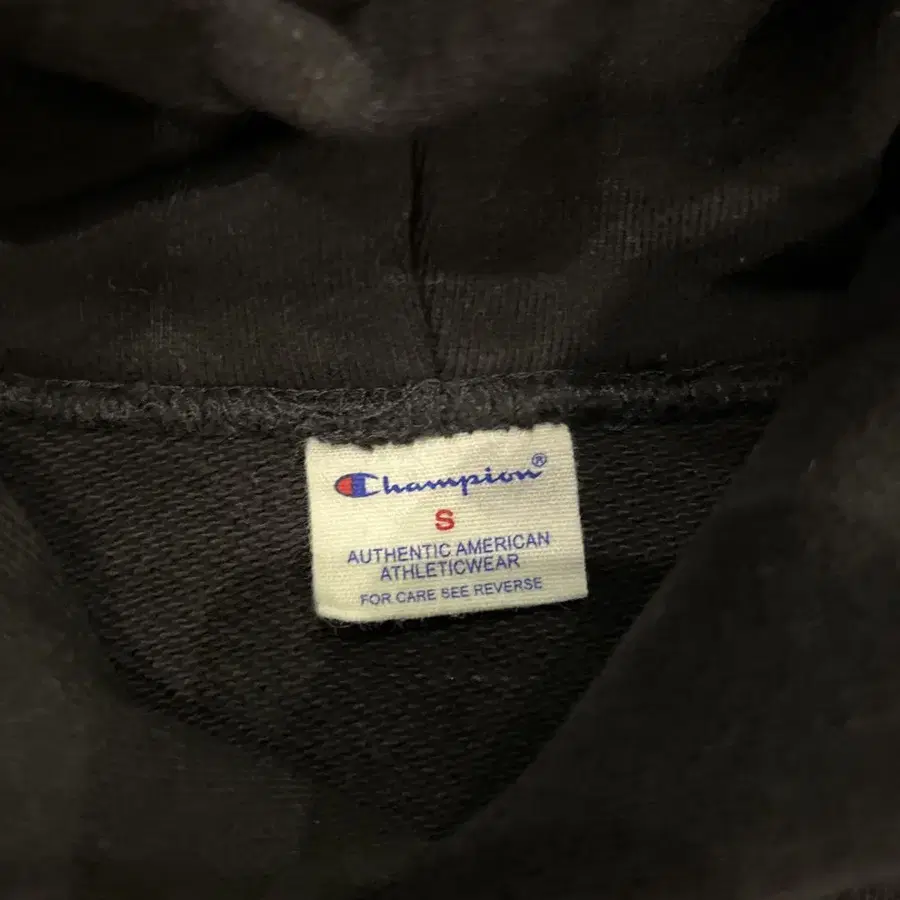 Champion®
S
AUTHENTIC AMERICAN
ATHLETICWEAR
FOR CARE SEE REVERSE